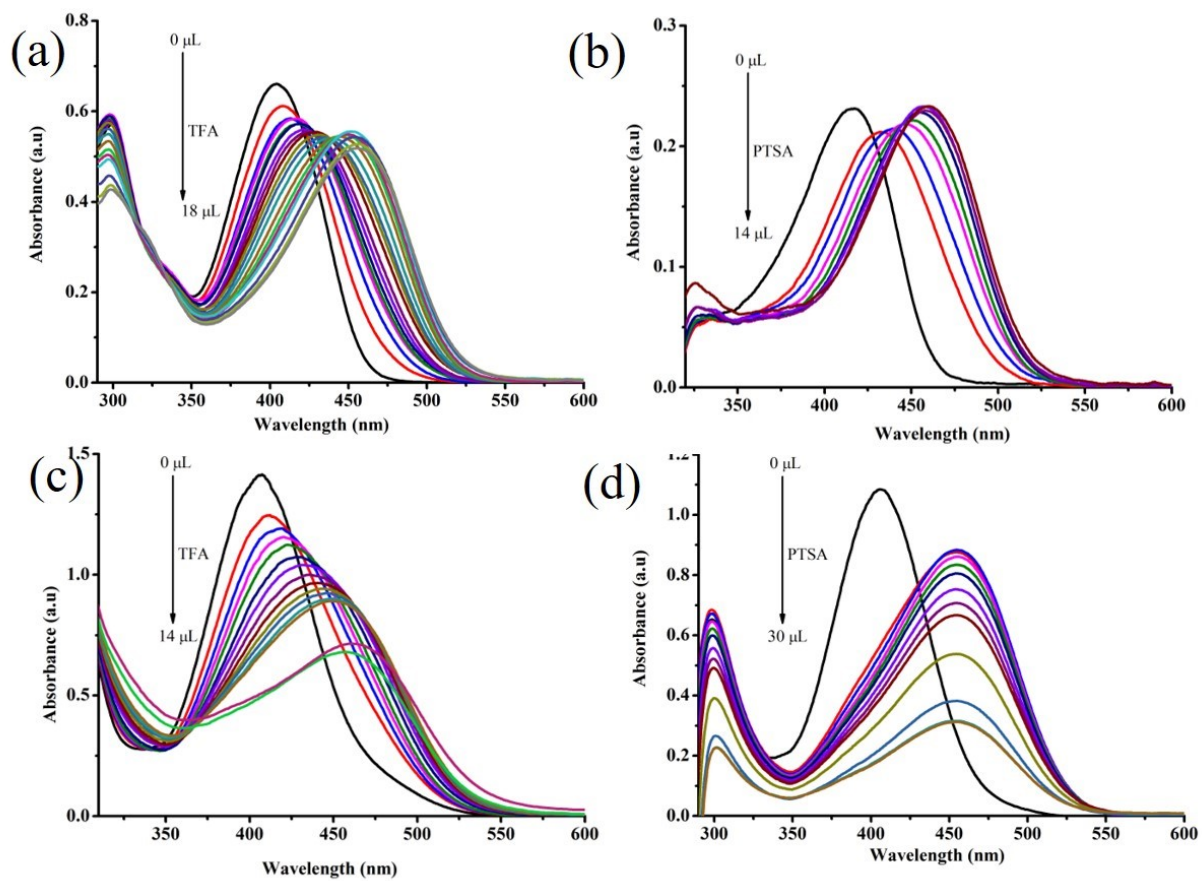 (a)
0 μL
TFA
18 μL
0.8
0.6
0.4
0.2
0.0
Absorbance (a.u)
300 350 400 450 500 550 600
Wavelength (nm)
(b)
0 μL
PTSA
14 μL
0.3
0.2
0.1
0.0
Absorbance (a.u)
350 400 450 500 550 600
Wavelength (nm)
(c)
0 μL
TFA
14 μL
1.5
1.0
0.5
0.0
Absorbance (a.u)
350 400 450 500 550 600
Wavelength (nm)
(d)
0 μL
PTSA
30 μL
1.2
1.0
0.8
0.6
0.4
0.2
0.0
Absorbance (a.u)
300 350 400 450 500 550 600
Wavelength (nm)